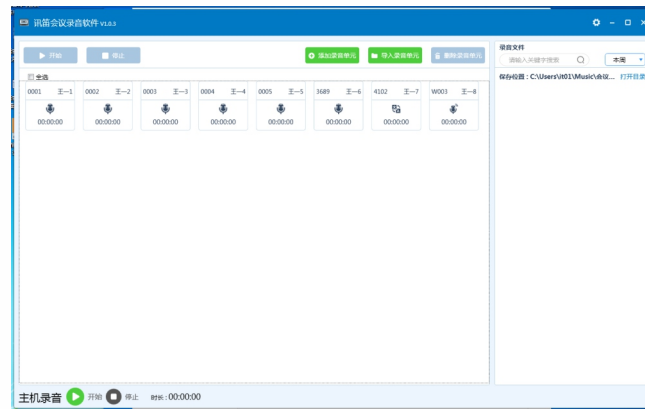 讯笛会议录音软件 V1.0.5
开始
停止
添加录音单元
导入录音单元
删除录音单元
全选
0001 王一1
0002 王一2
0003 王一3
0004 王一4
0005 王一5
3689 王一6
4102 王一7
W003 王一8
00:00:00
00:00:00
00:00:00
00:00:00
00:00:00
00:00:00
00:00:00
00:00:00
录音文件
请输入关键字搜索
本周
保存位置：C:\Users\it01\Music\会议...
打开目录
主机录音
开始
停止
时长：00:00:00